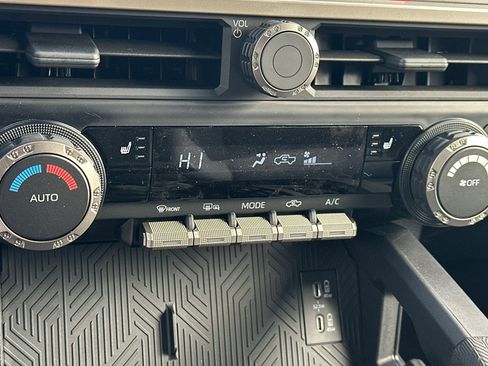 VOL
HI
AUTO
FRONT
MODE
A/C
OFF